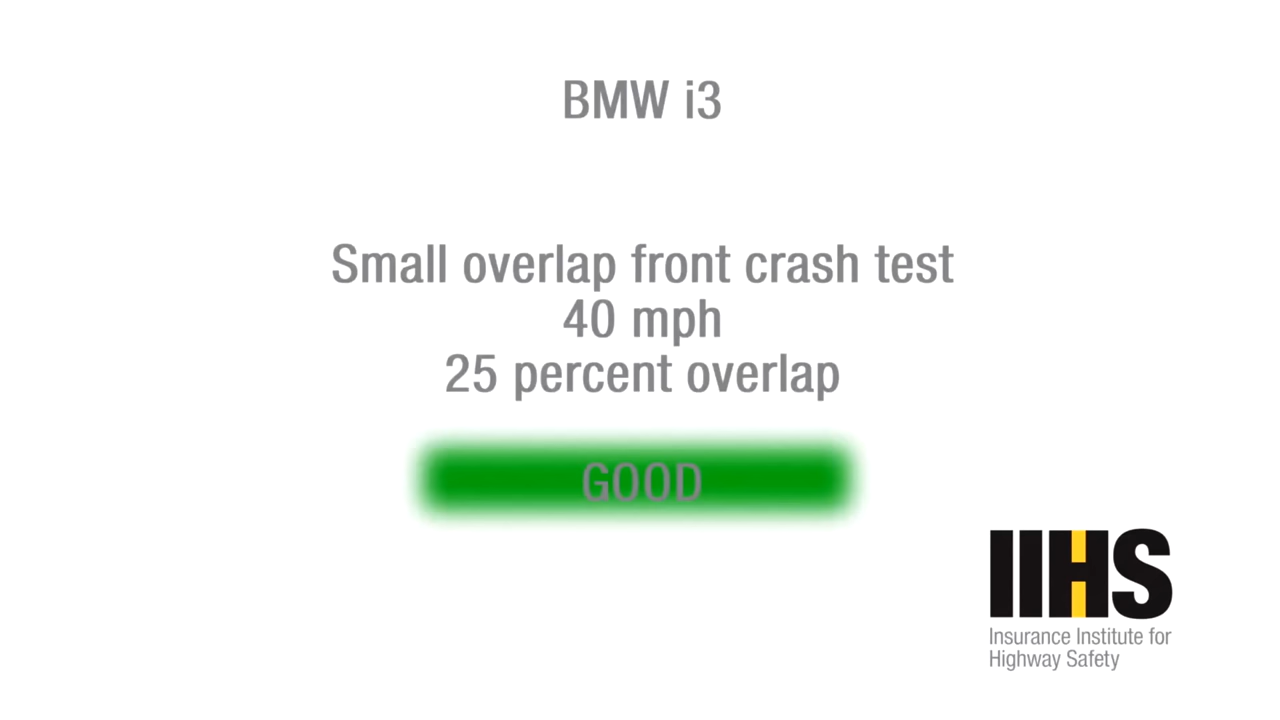 BMW i3
Small overlap front crash test
40 mph
25 percent overlap
GOOD
IIHS
Insurance Institute for
Highway Safety